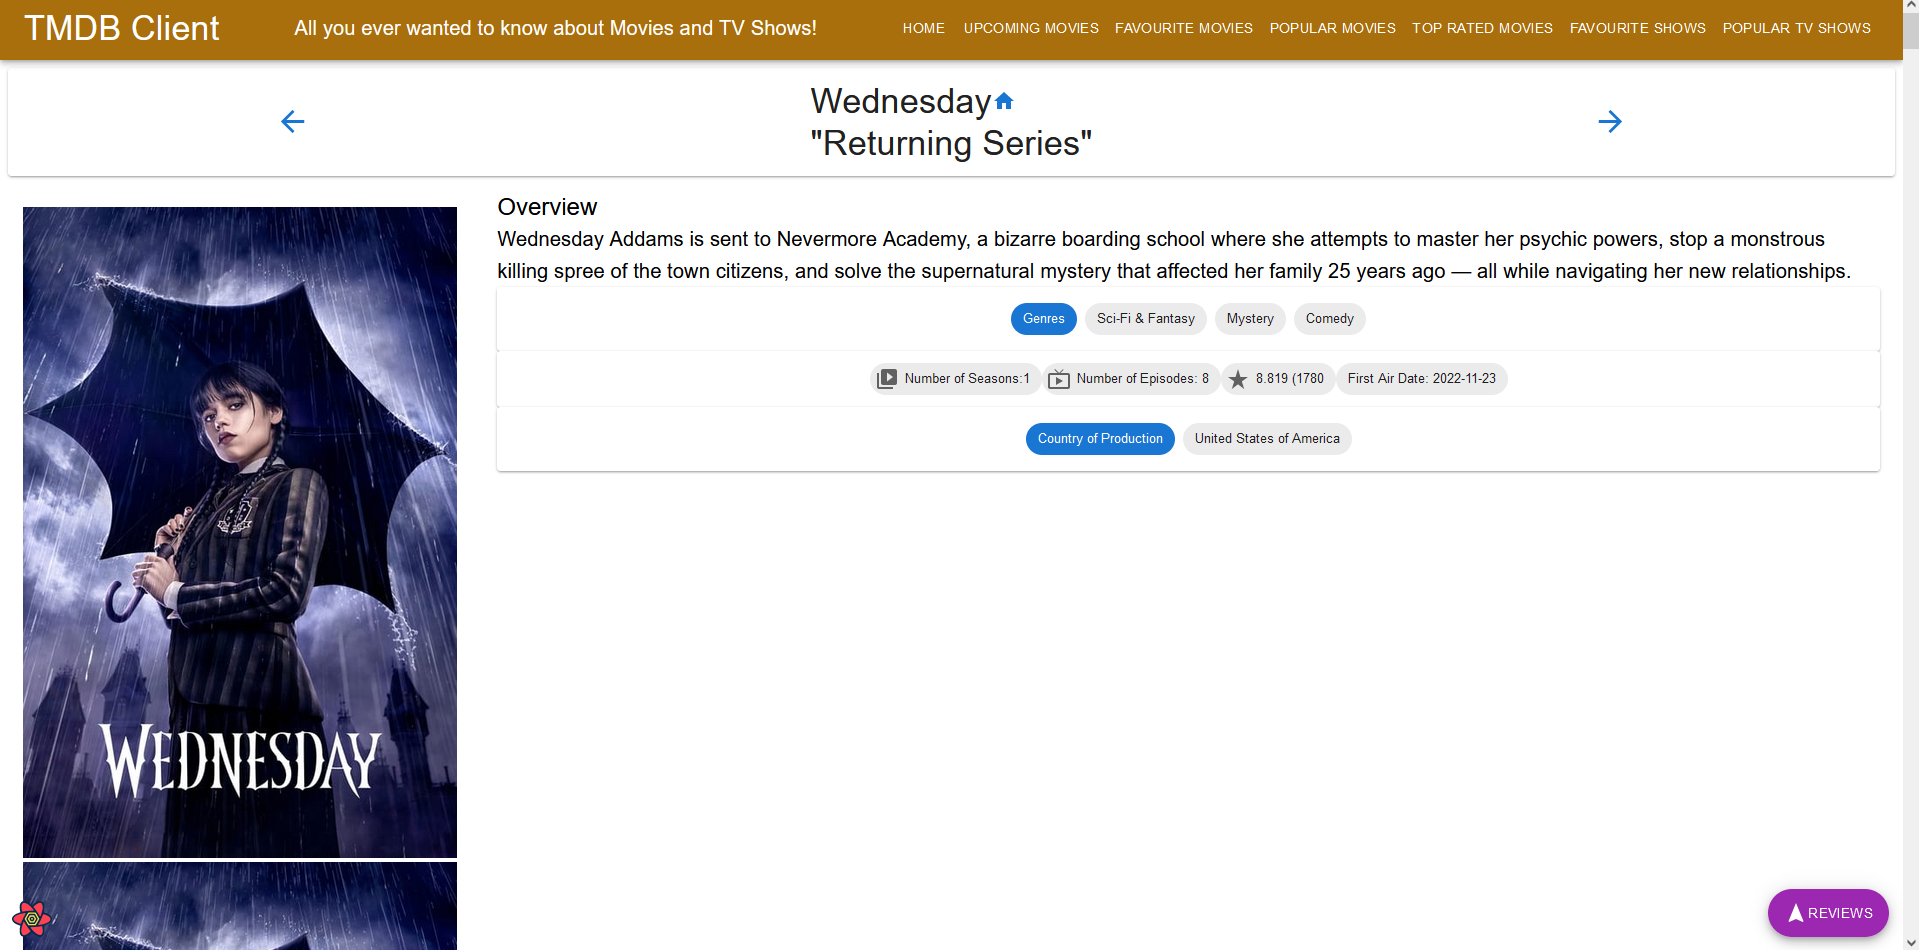 TMDB Client
All you ever wanted to know about Movies and TV Shows!
HOME UPCOMING MOVIES FAVOURITE MOVIES POPULAR MOVIES TOP RATED MOVIES FAVOURITE SHOWS POPULAR TV SHOWS
Wednesday
"Returning Series"
WEDNESDAY
Overview
Wednesday Addams is sent to Nevermore Academy, a bizarre boarding school where she attempts to master her psychic powers, stop a monstrous
killing spree of the town citizens, and solve the supernatural mystery that affected her family 25 years ago — all while navigating her new relationships.
Genres Sci-Fi & Fantasy Mystery Comedy
Number of Seasons:1 Number of Episodes: 8 8.819 (1780 First Air Date: 2022-11-23
Country of Production United States of America
REVIEWS